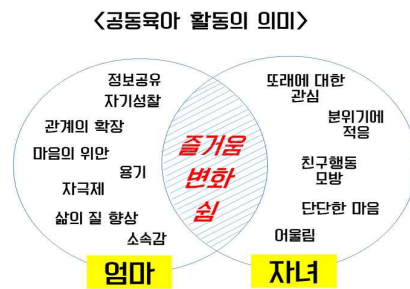 <공동육아 활동의 의미>
정보공유
자기성찰
관계의 확장
마음의 위안
용기
자극제
삶의 질 향상
소속감
즐거움
변화
쉼
또래에 대한
관심
분위기에
적응
친구행동
모방
단단한 마음
어울림
엄마
자녀